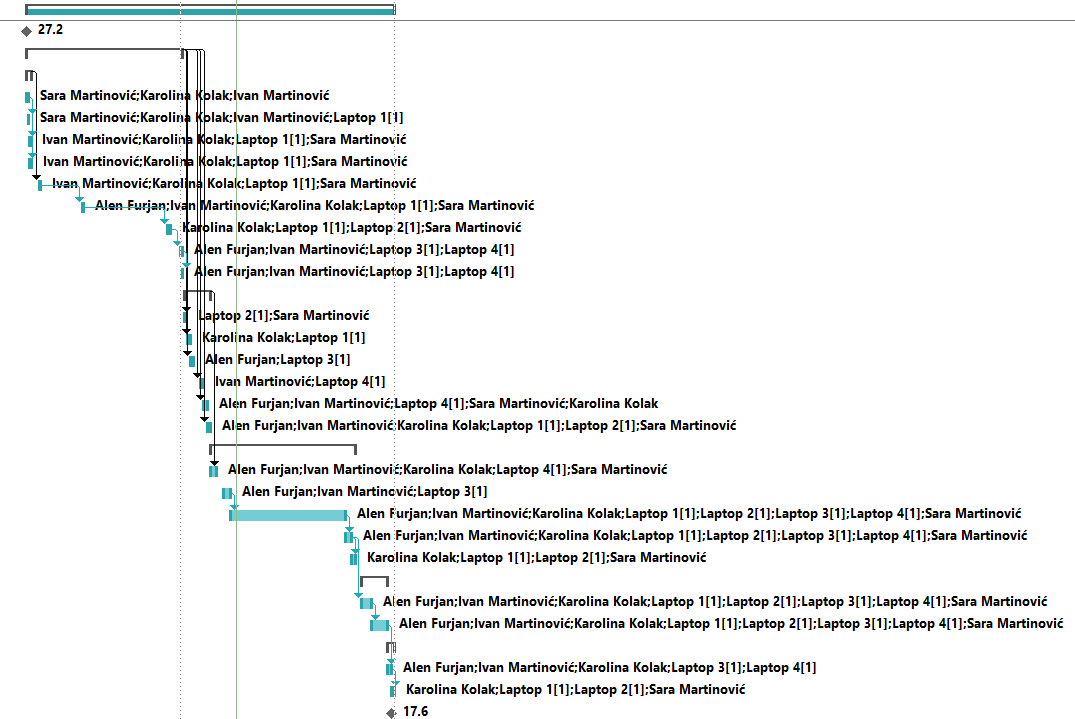 27.2
Sara Martinović;Karolina Kolak;Ivan Martinović
Sara Martinović;Karolina Kolak;Ivan Martinović;Laptop 1[1]
Ivan Martinović;Karolina Kolak;Laptop 1[1];Sara Martinović
Ivan Martinović;Karolina Kolak;Laptop 1[1];Sara Martinović
Ivan Martinović;Karolina Kolak;Laptop 1[1];Sara Martinović
Alen Furjan;Ivan Martinović;Karolina Kolak;Laptop 1[1];Sara Martinović
Karolina Kolak;Laptop 1[1];Laptop 2[1];Sara Martinović
Alen Furjan;Ivan Martinović;Laptop 3[1];Laptop 4[1]
Alen Furjan;Ivan Martinović;Laptop 3[1];Laptop 4[1]
Laptop 2[1];Sara Martinović
Karolina Kolak;Laptop 1[1]
Alen Furjan;Laptop 3[1]
Ivan Martinović;Laptop 4[1]
Alen Furjan;Ivan Martinović;Laptop 4[1];Sara Martinović;Karolina Kolak
Alen Furjan;Ivan Martinović;Karolina Kolak;Laptop 1[1];Laptop 2[1];Sara Martinović
Alen Furjan;Ivan Martinović;Karolina Kolak;Laptop 4[1];Sara Martinović
Alen Furjan;Ivan Martinović;Laptop 3[1]
Alen Furjan;Ivan Martinović;Karolina Kolak;Laptop 1[1];Laptop 2[1];Laptop 3[1];Laptop 4[1];Sara Martinović
Alen Furjan;Ivan Martinović;Karolina Kolak;Laptop 1[1];Laptop 2[1];Laptop 3[1];Laptop 4[1];Sara Martinović
Karolina Kolak;Laptop 1[1];Laptop 2[1];Sara Martinović
Alen Furjan;Ivan Martinović;Karolina Kolak;Laptop 1[1];Laptop 2[1];Laptop 3[1];Laptop 4[1];Sara Martinović
Alen Furjan;Ivan Martinović;Karolina Kolak;Laptop 1[1];Laptop 2[1];Laptop 3[1];Laptop 4[1];Sara Martinović
Alen Furjan;Ivan Martinović;Karolina Kolak;Laptop 3[1];Laptop 4[1]
Karolina Kolak;Laptop 1[1];Laptop 2[1];Sara Martinović
17.6